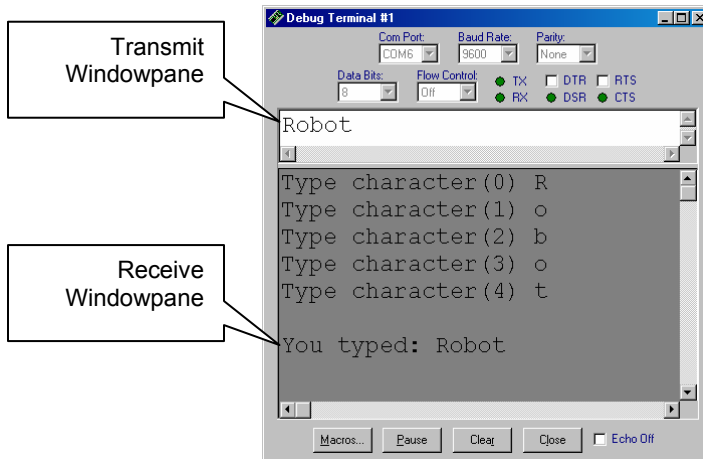 Debug Terminal #1
Com Port: Baud Rate: Parity:
COM6 9600 None
Data Bits: Flow Control: TX DTR RTS
8 Off RX DSR CTS
Transmit
Windowpane
Robot
Type character(0) R
Type character(1) o
Type character(2) b
Type character(3) o
Type character(4) t
Receive
Windowpane
You typed: Robot
Macros... Pause Clear Close Echo Off